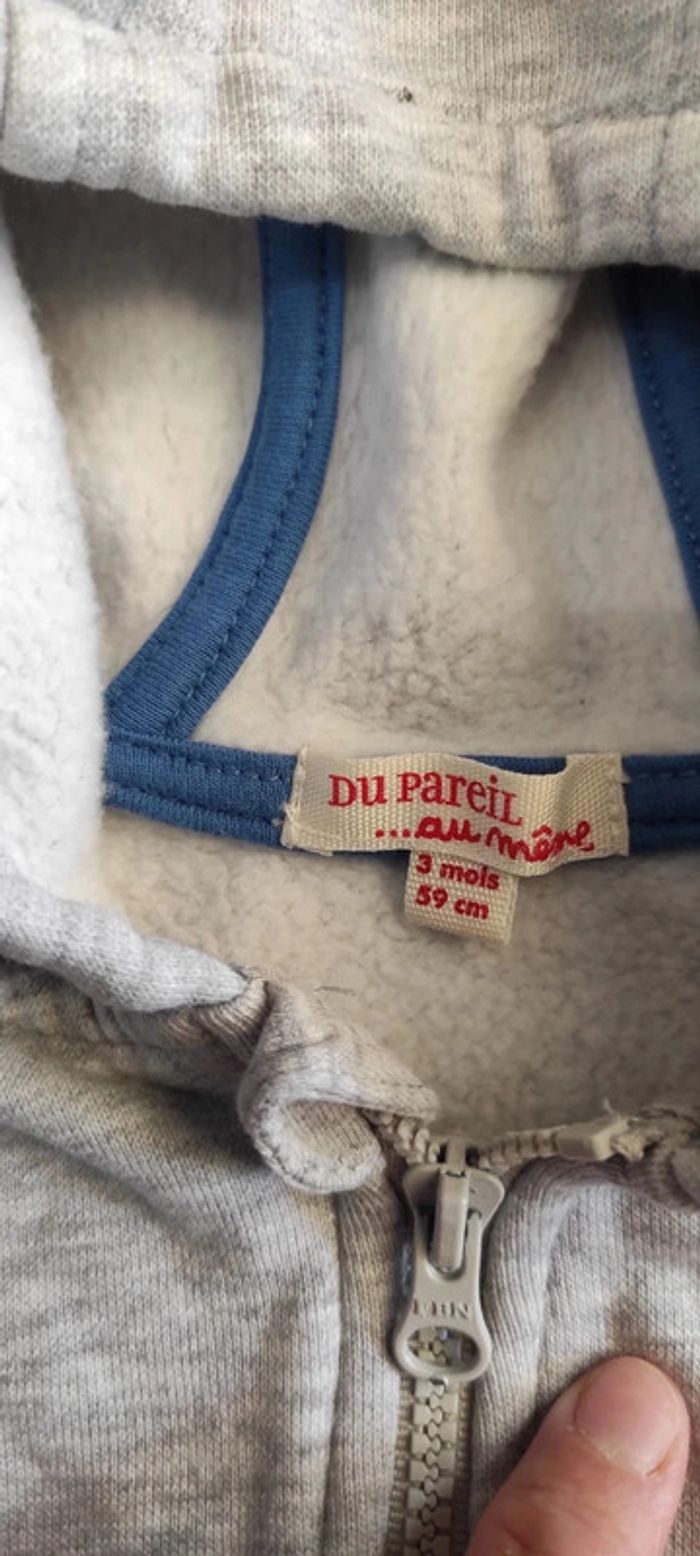 DU PAREIL
...au même
3 mois
59 cm